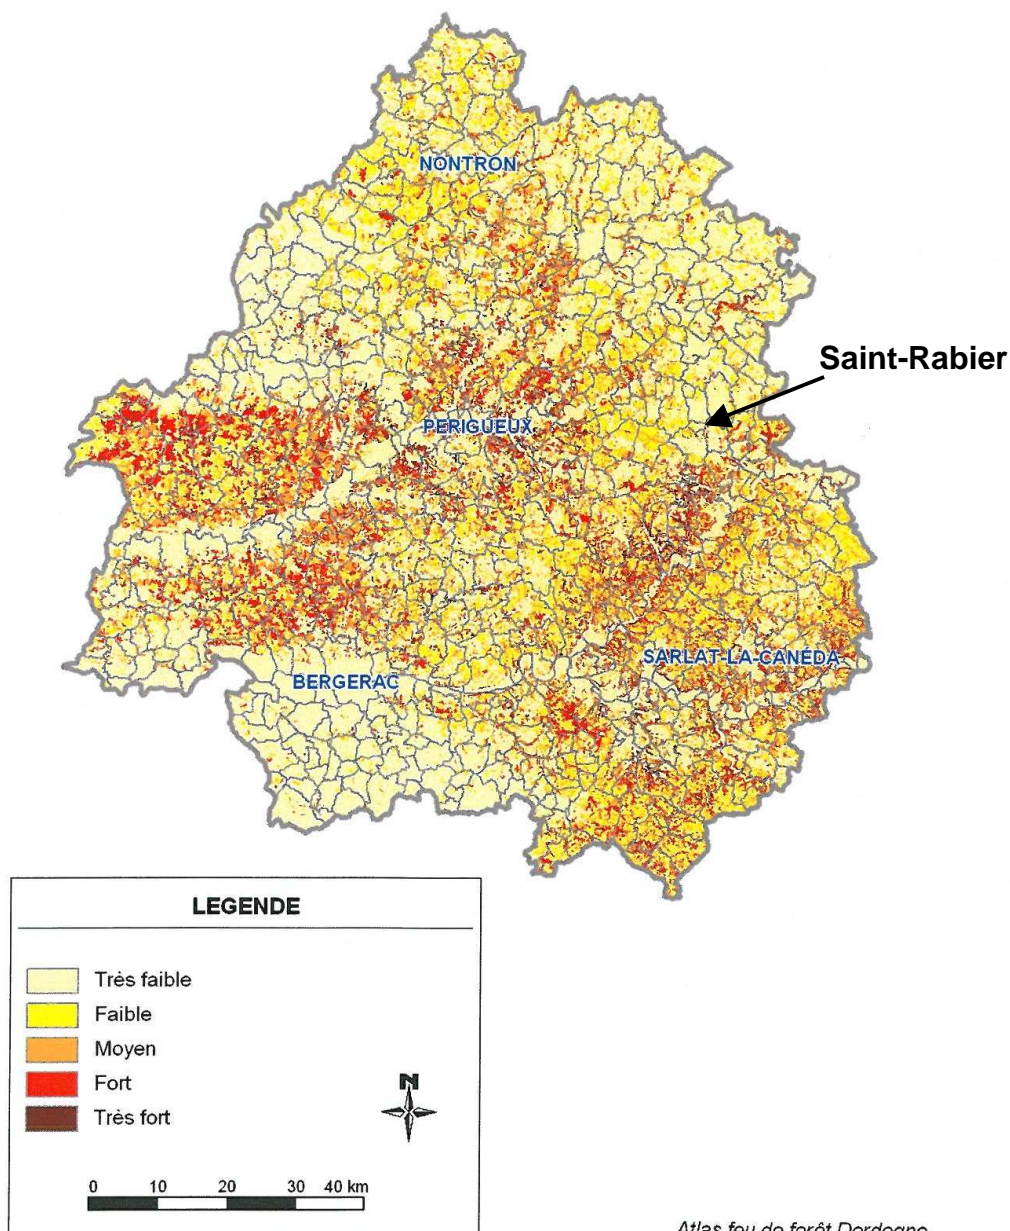 NONTRON
Saint-Rabier
PERIGUEUX
SARLAT-LA-CANÉDA
BERGERAC
LEGENDE
Très faible
Faible
Moyen
Fort
Très fort
N
0 10 20 30 40 km
Atlas feu de forêt Dordogne